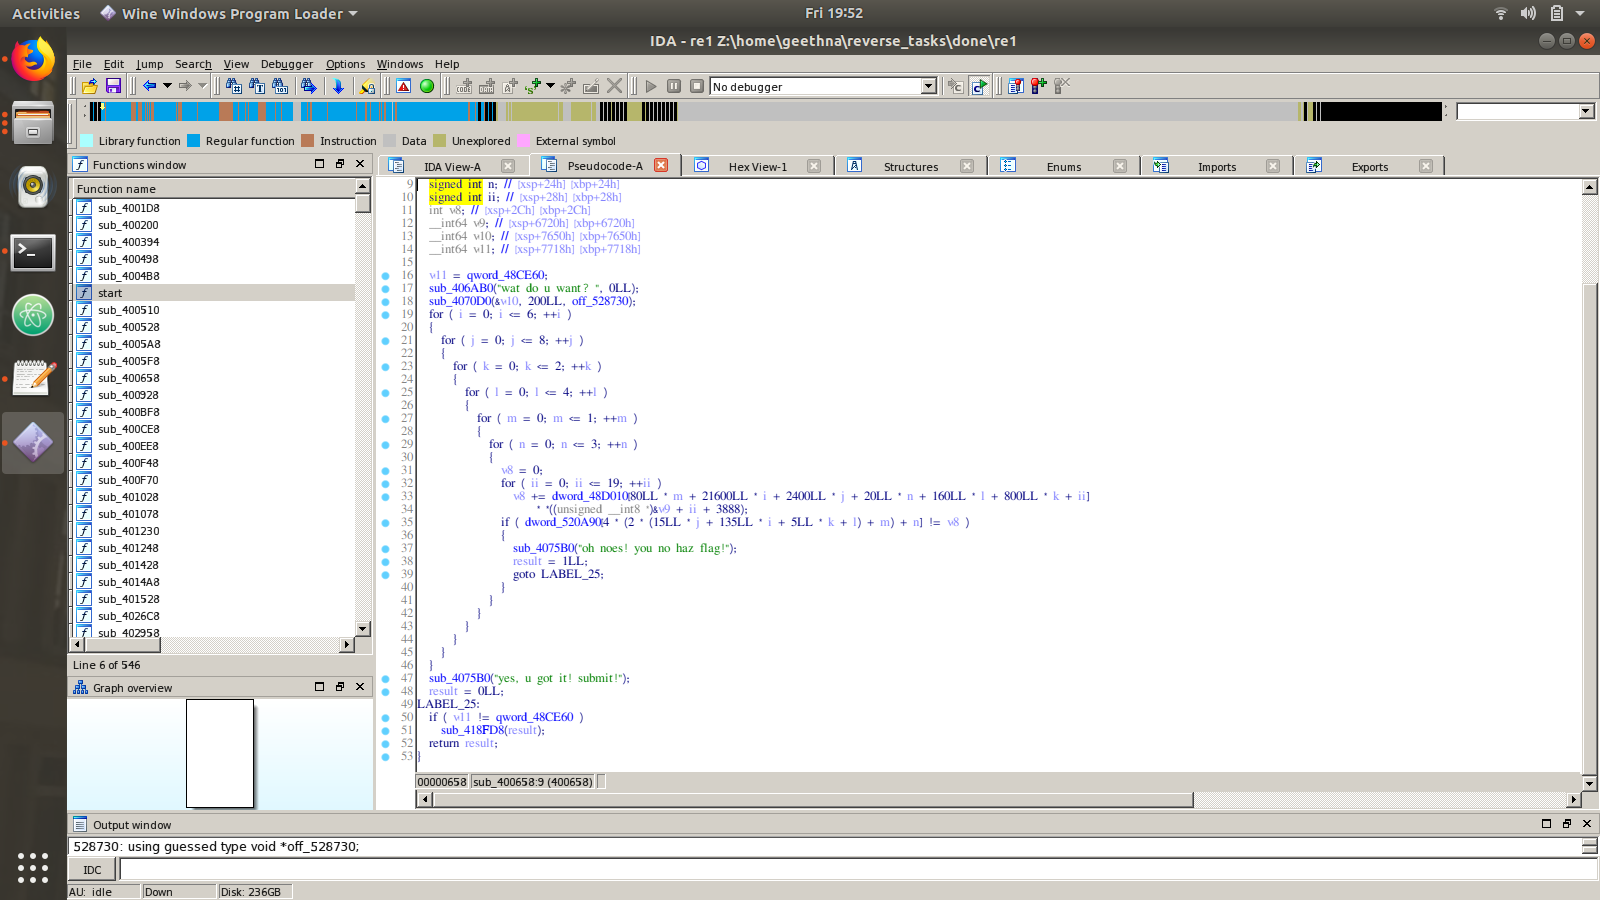 Activities Wine Windows Program Loader Fri 19:52
IDA - re1 Z:\home\geethna\reverse_tasks\done\re1
File Edit Jump Search View Debugger Options Windows Help
No debugger
Library function Regular function Instruction Data Unexplored External symbol
Functions window
Function name
sub_4001D8
sub_400200
sub_400394
sub_400498
sub_4004B8
start
sub_400510
sub_400528
sub_4005A8
sub_4005F8
sub_400658
sub_400928
sub_400BF8
sub_400CE8
sub_400EE8
sub_400F48
sub_400F70
sub_401028
sub_401078
sub_401230
sub_401248
sub_401428
sub_4014A8
sub_401528
sub_4026C8
sub_402958
Line 6 of 546
Graph overview
IDA View-A Pseudocode-A Hex View-1 Structures Enums Imports Exports
9 signed int n; // [xsp+24h] [xbp+24h]
10 signed int ii; // [xsp+28h] [xbp+28h]
11 int v8; // [xsp+2Ch] [xbp+2Ch]
12 __int64 v9; // [xsp+6720h] [xbp+6720h]
13 __int64 v10; // [xsp+7650h] [xbp+7650h]
14 __int64 v11; // [xsp+7718h] [xbp+7718h]
15
16 v11 = qword_48CE60;
17 sub_406AB0("wat do u want? ", 0LL);
18 sub_4070D0(&v10, 200LL, off_528730);
19 for ( i = 0; i <= 6; ++i )
20 {
21 for ( j = 0; j <= 8; ++j )
22 {
23 for ( k = 0; k <= 2; ++k )
24 {
25 for ( l = 0; l <= 4; ++l )
26 {
27 for ( m = 0; m <= 1; ++m )
28 {
29 for ( n = 0; n <= 3; ++n )
30 {
31 v8 = 0;
32 for ( ii = 0; ii <= 19; ++ii )
33 v8 += dword_48D010[80LL * m + 21600LL * i + 2400LL * j + 20LL * n + 160LL * l + 800LL * k + ii]
34 * *((unsigned __int8 *)&v9 + ii + 3888);
35 if ( dword_520A90[4 * (2 * (15LL * j + 135LL * i + 5LL * k + l) + m) + n] != v8 )
36 {
37 sub_4075B0("oh noes! you no haz flag!");
38 result = 1LL;
39 goto LABEL_25;
40 }
41 }
42 }
43 }
44 }
45 }
46 }
47 sub_4075B0("yes, u got it! submit!");
48 result = 0LL;
49 LABEL_25:
50 if ( v11 != qword_48CE60 )
51 sub_418FD8(result);
52 return result;
53 }
00000658 sub_400658:9 (400658)
Output window
528730: using guessed type void *off_528730;
IDC
AU: idle Down Disk: 236GB